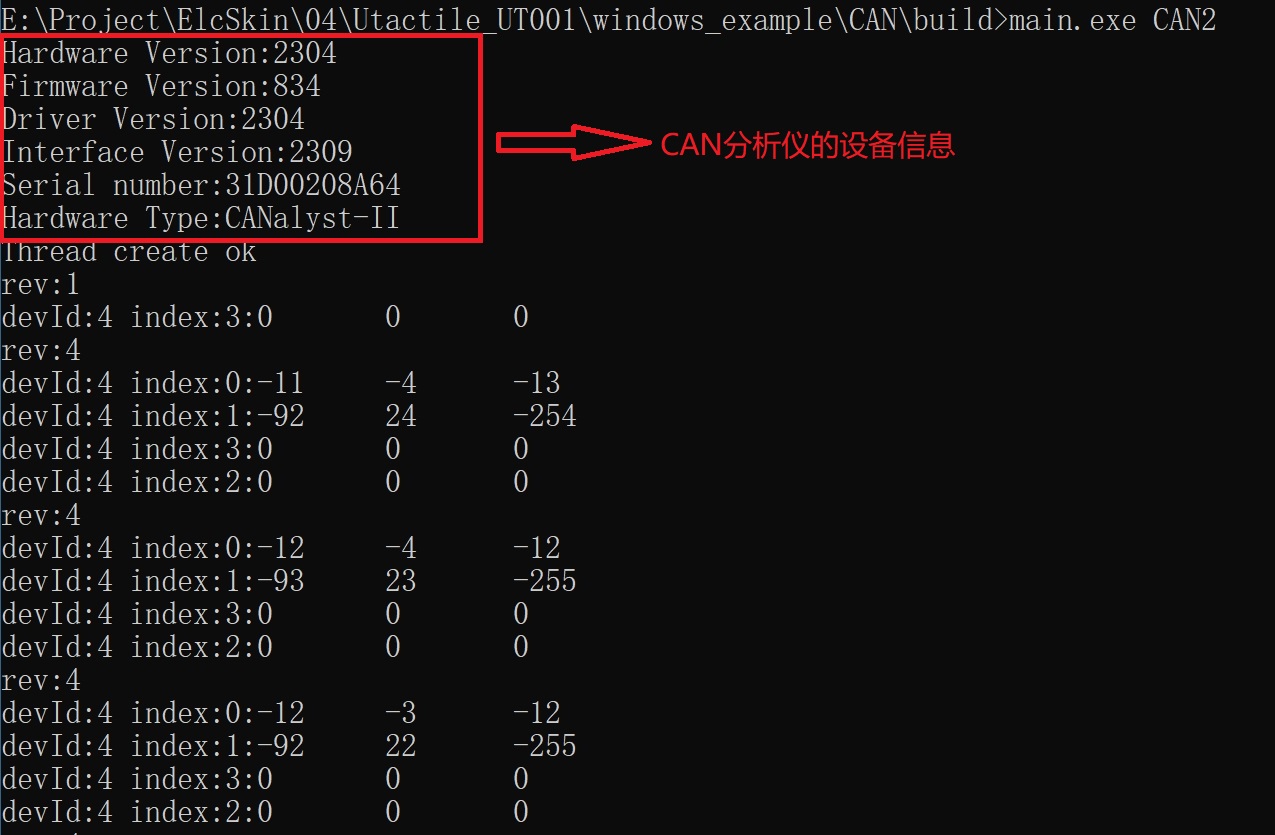 E:\Project\ElcSkin\04\Utactile_UT001\windows_example\CAN\build>main.exe CAN2
Hardware Version:2304
Firmware Version:834
Driver Version:2304
Interface Version:2309
CAN分析仪的设备信息
Serial number:31D00208A64
Hardware Type:CANalyst-II
Thread create ok
rev:1
devId:4 index:3:0 0 0
rev:4
devId:4 index:0:-11 -4 -13
devId:4 index:1:-92 24 -254
devId:4 index:3:0 0 0
devId:4 index:2:0 0 0
rev:4
devId:4 index:0:-12 -4 -12
devId:4 index:1:-93 23 -255
devId:4 index:3:0 0 0
devId:4 index:2:0 0 0
rev:4
devId:4 index:0:-12 -3 -12
devId:4 index:1:-92 22 -255
devId:4 index:3:0 0 0
devId:4 index:2:0 0 0